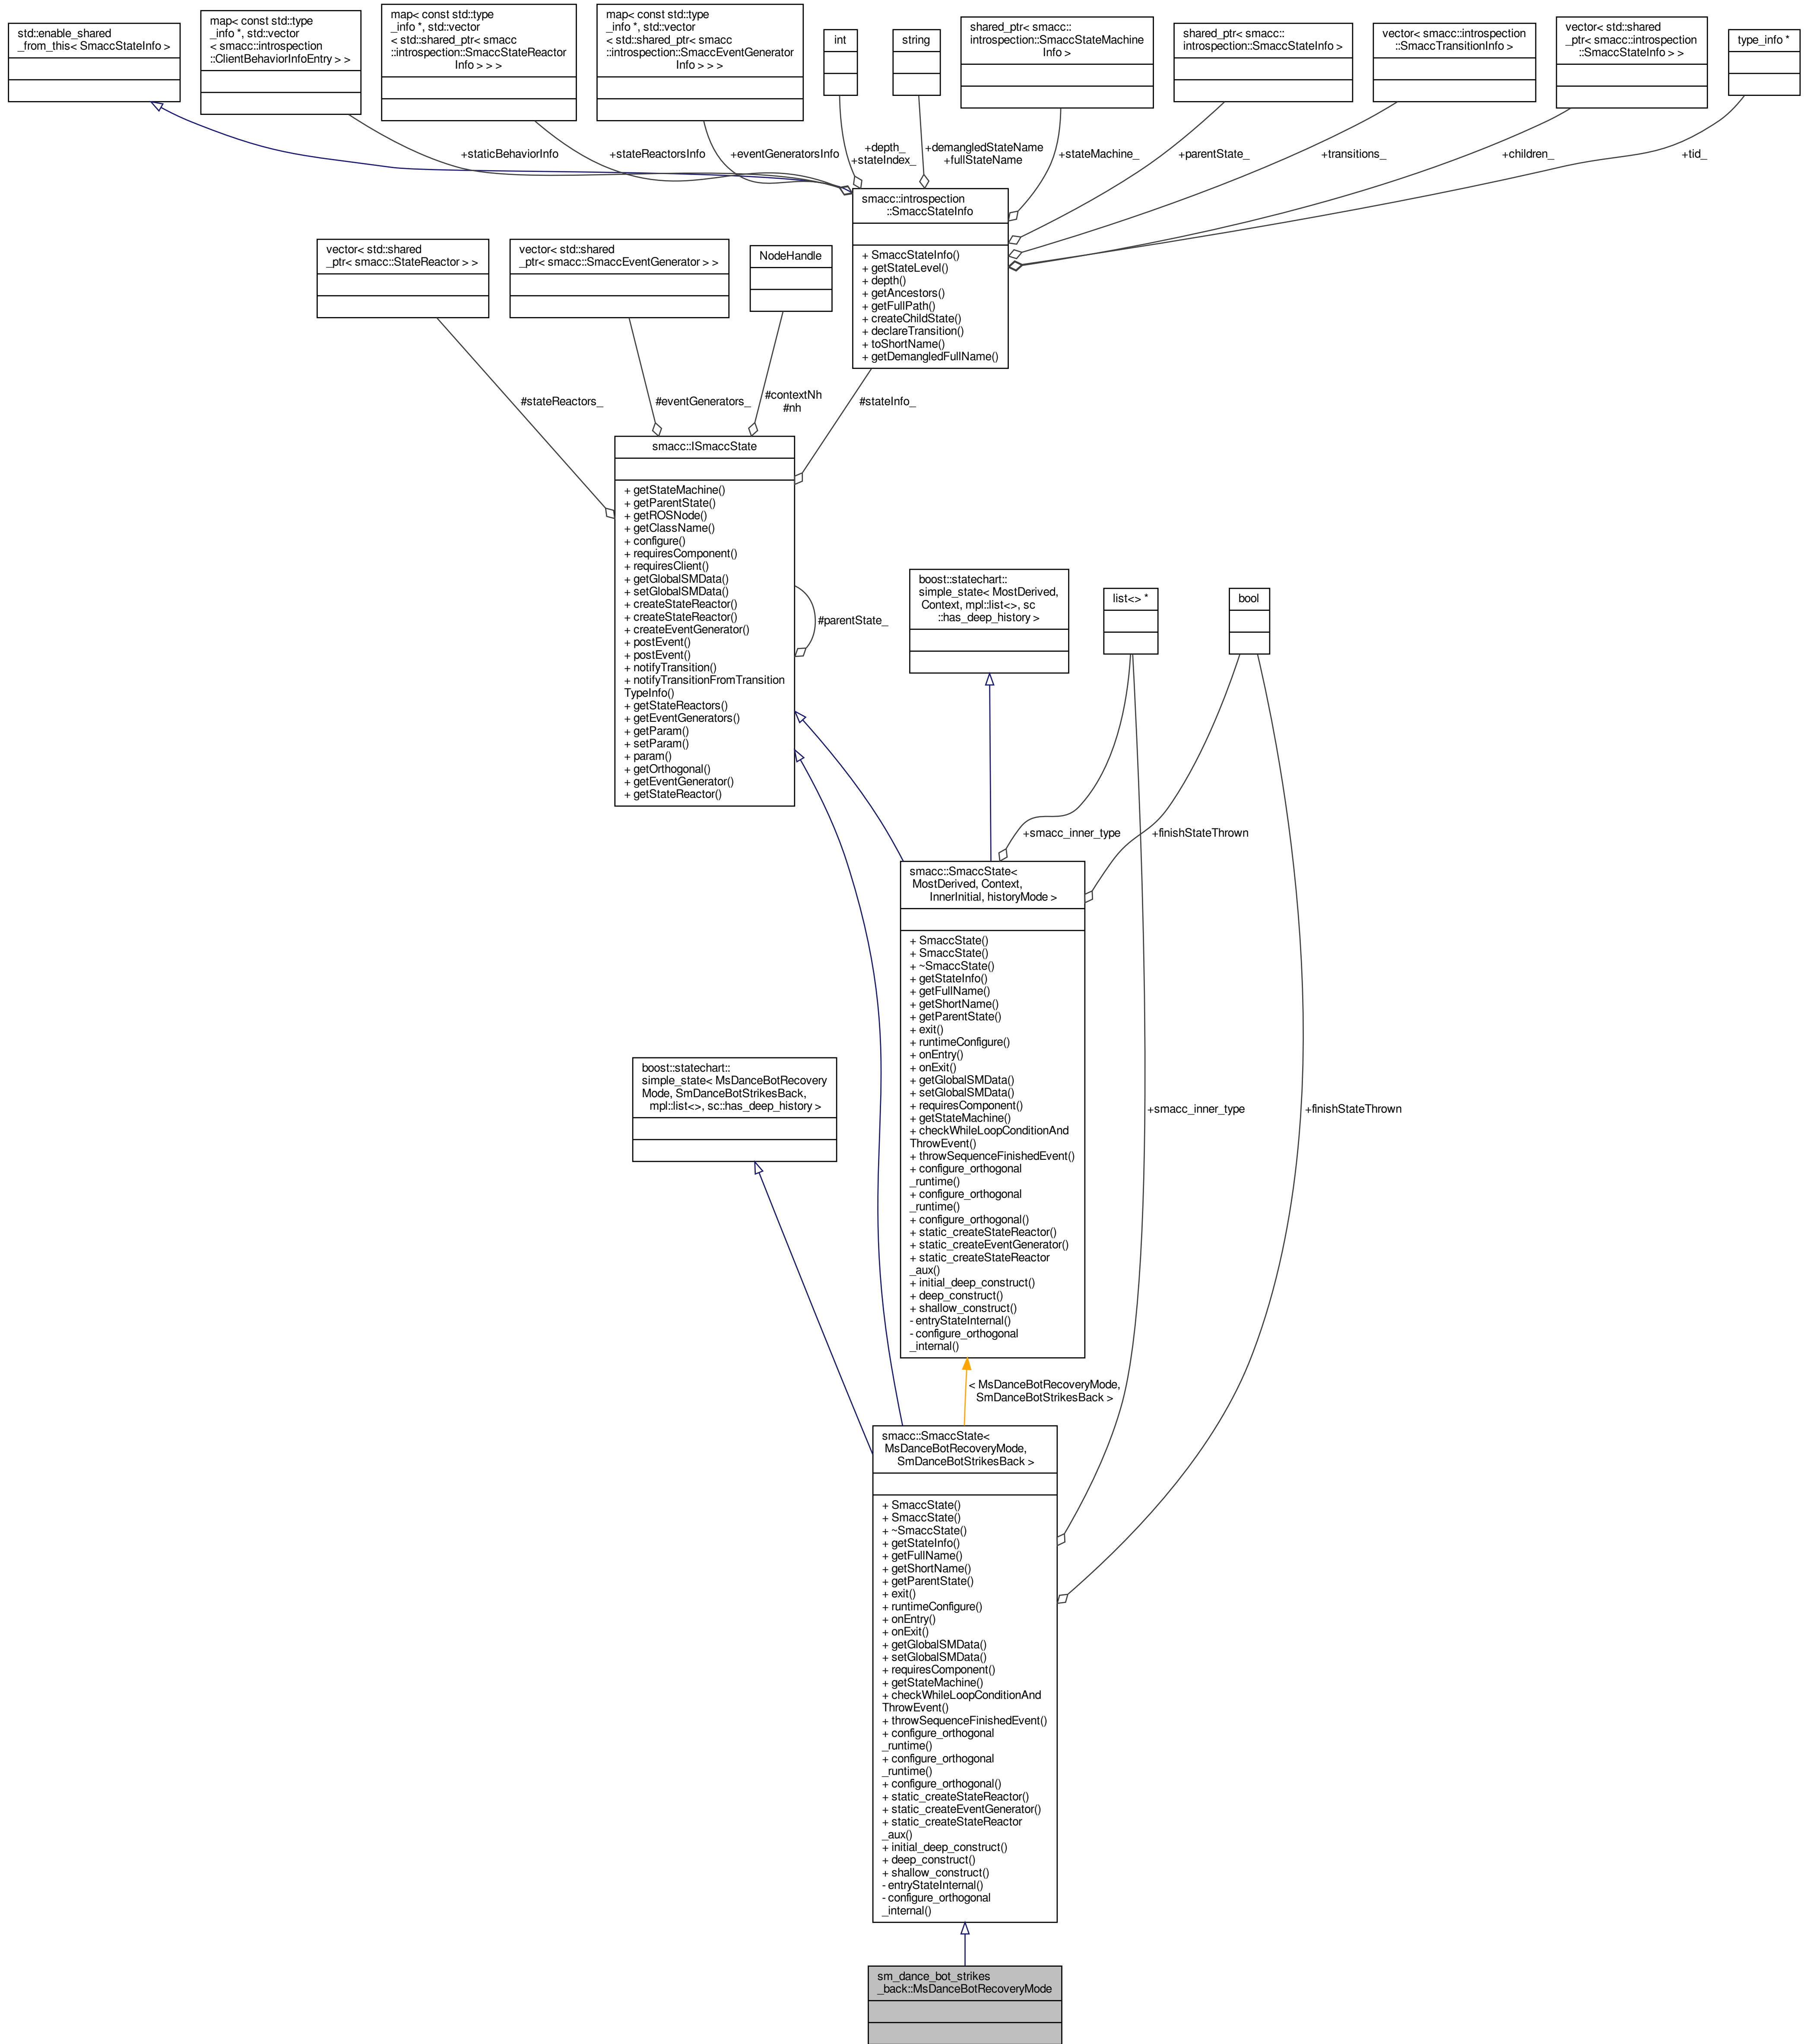 std::enable_shared
_from_this< SmaccStateInfo >
map< const std::type
_info *, std::vector
< smacc::introspection
::ClientBehaviorInfoEntry > >
map< const std::type
_info *, std::vector
< std::shared_ptr< smacc
::introspection::SmaccStateReactor
Info > > >
map< const std::type
_info *, std::vector
< std::shared_ptr< smacc
::introspection::SmaccEventGenerator
Info > > >
int
string
shared_ptr< smacc::
introspection::SmaccStateMachine
Info >
shared_ptr< smacc::
introspection::SmaccStateInfo >
vector< smacc::introspection
::SmaccTransitionInfo >
vector< std::shared
_ptr< smacc::introspection
::SmaccStateInfo > >
type_info *
+staticBehaviorInfo
+stateReactorsInfo
+eventGeneratorsInfo
+depth_
+stateIndex_
+demangledStateName
+fullStateName
+stateMachine_
+parentState_
+transitions_
+children_
+tid_
smacc::introspection
::SmaccStateInfo
+ SmaccStateInfo()
+ getStateLevel()
+ depth()
+ getAncestors()
+ getFullPath()
+ createChildState()
+ declareTransition()
+ toShortName()
+ getDemangledFullName()
vector< std::shared
_ptr< smacc::StateReactor > >
vector< std::shared
_ptr< smacc::SmaccEventGenerator > >
NodeHandle
#stateReactors_
#eventGenerators_
#contextNh
#nh
#stateInfo_
smacc::ISmaccState
+ getStateMachine()
+ getParentState()
+ getROSNode()
+ getClassName()
+ configure()
+ requiresComponent()
+ requiresClient()
+ getGlobalSMData()
+ setGlobalSMData()
+ createStateReactor()
+ createStateReactor()
+ createEventGenerator()
+ postEvent()
+ postEvent()
+ notifyTransition()
+ notifyTransitionFromTransition
TypeInfo()
+ getStateReactors()
+ getEventGenerators()
+ getParam()
+ setParam()
+ param()
+ getOrthogonal()
+ getEventGenerator()
+ getStateReactor()
#parentState_
boost::statechart::
simple_state< MostDerived,
Context, mpl::list<>, sc
::has_deep_history >
list<> *
bool
+smacc_inner_type
+finishStateThrown
smacc::SmaccState<
MostDerived, Context,
InnerInitial, historyMode >
+ SmaccState()
+ SmaccState()
+ ~SmaccState()
+ getStateInfo()
+ getFullName()
+ getShortName()
+ getParentState()
+ exit()
+ runtimeConfigure()
+ onEntry()
+ onExit()
+ getGlobalSMData()
+ setGlobalSMData()
+ requiresComponent()
+ getStateMachine()
+ checkWhileLoopConditionAnd
ThrowEvent()
+ throwSequenceFinishedEvent()
+ configure_orthogonal
_runtime()
+ configure_orthogonal
_runtime()
+ configure_orthogonal()
+ static_createStateReactor()
+ static_createEventGenerator()
+ static_createStateReactor
_aux()
+ initial_deep_construct()
+ deep_construct()
+ shallow_construct()
- entryStateInternal()
- configure_orthogonal
_internal()
boost::statechart::
simple_state< MsDanceBotRecovery
Mode, SmDanceBotStrikesBack,
mpl::list<>, sc::has_deep_history >
+smacc_inner_type
+finishStateThrown
< MsDanceBotRecoveryMode,
SmDanceBotStrikesBack >
smacc::SmaccState<
MsDanceBotRecoveryMode,
SmDanceBotStrikesBack >
+ SmaccState()
+ SmaccState()
+ ~SmaccState()
+ getStateInfo()
+ getFullName()
+ getShortName()
+ getParentState()
+ exit()
+ runtimeConfigure()
+ onEntry()
+ onExit()
+ getGlobalSMData()
+ setGlobalSMData()
+ requiresComponent()
+ getStateMachine()
+ checkWhileLoopConditionAnd
ThrowEvent()
+ throwSequenceFinishedEvent()
+ configure_orthogonal
_runtime()
+ configure_orthogonal
_runtime()
+ configure_orthogonal()
+ static_createStateReactor()
+ static_createEventGenerator()
+ static_createStateReactor
_aux()
+ initial_deep_construct()
+ deep_construct()
+ shallow_construct()
- entryStateInternal()
- configure_orthogonal
_internal()
sm_dance_bot_strikes
_back::MsDanceBotRecoveryMode